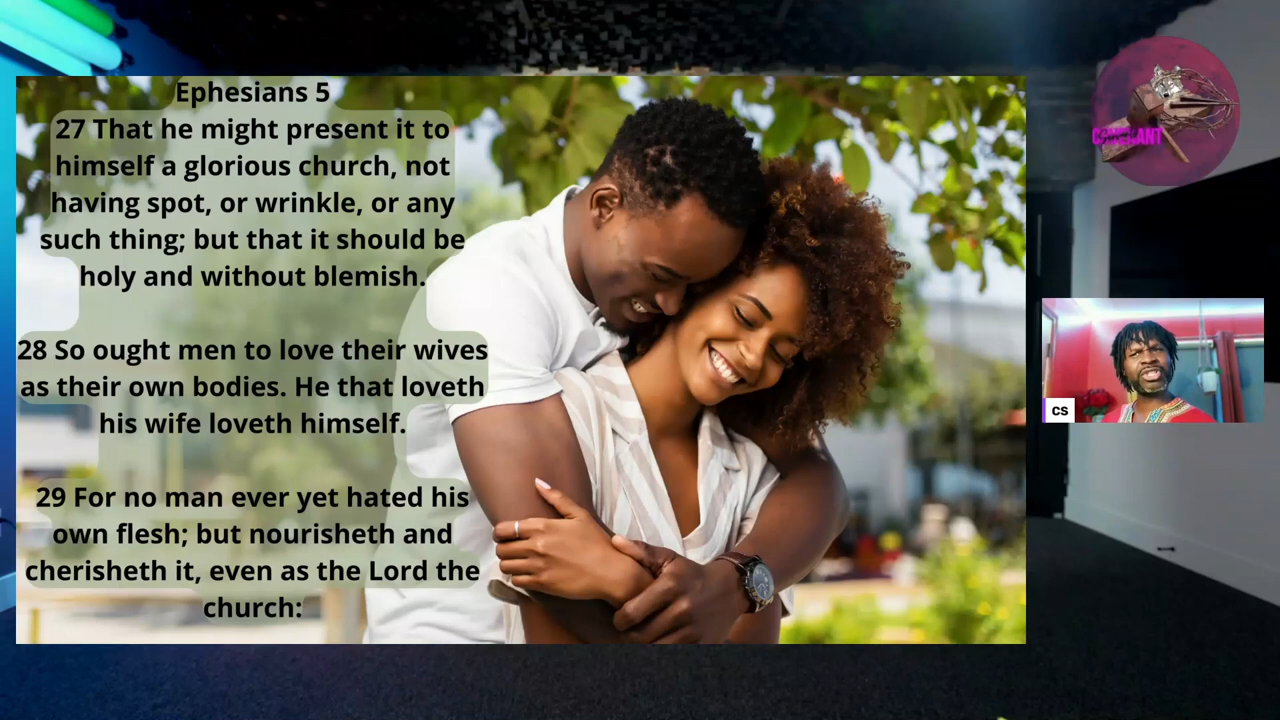 Ephesians 5
27 That he might present it to
himself a glorious church, not
having spot, or wrinkle, or any
such thing; but that it should be
holy and without blemish.
28 So ought men to love their wives
as their own bodies. He that loveth
his wife loveth himself.
29 For no man ever yet hated his
own flesh; but nourisheth and
cherisheth it, even as the Lord the
church:
CS